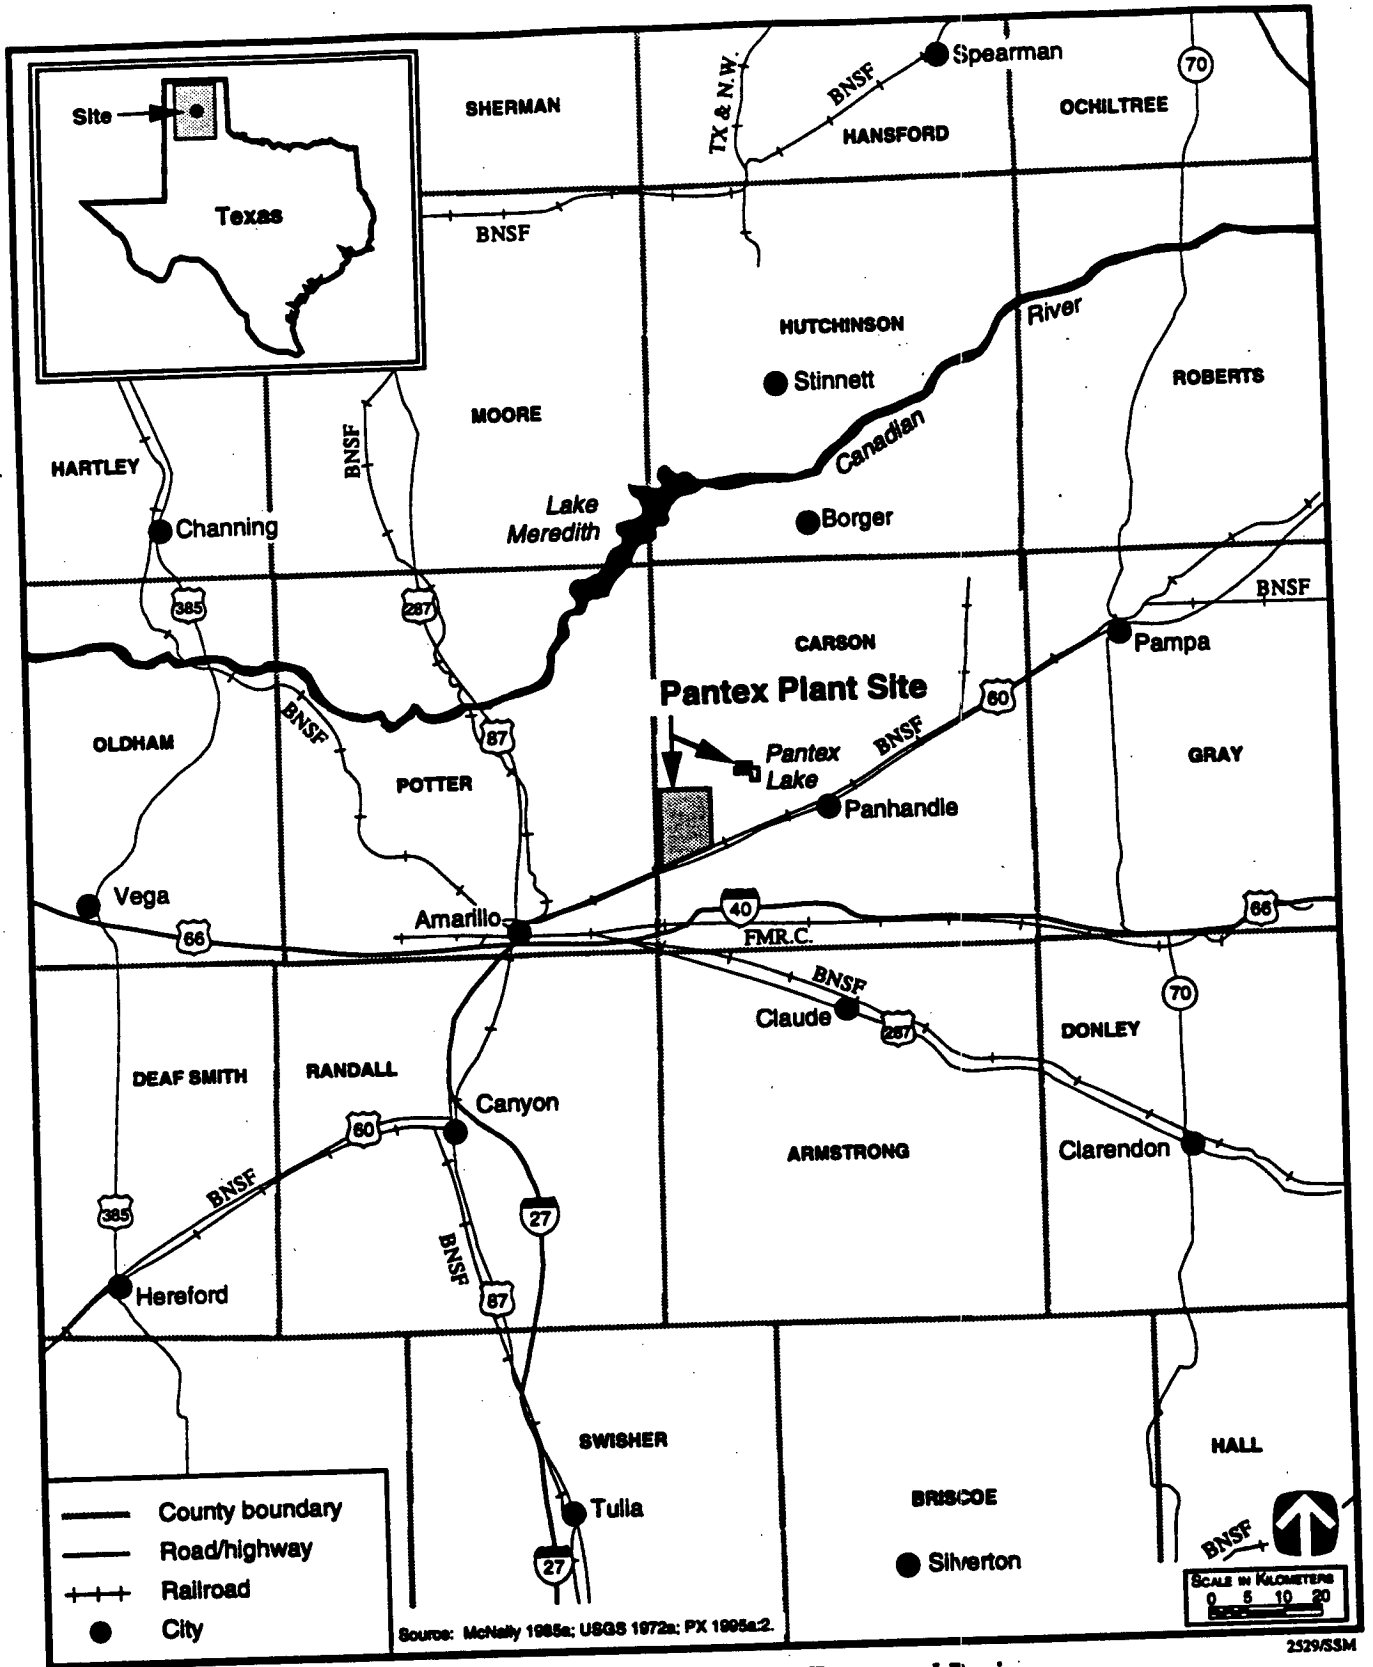 Spearman
70
TX & N.W.
BNSF
SHERMAN
HANSFORD
OCHILTREE
Site
Texas
BNSF
HUTCHINSON
River
Stinnett
ROBERTS
MOORE
BNSF
Canadian
HARTLEY
Lake
Meredith
Channing
Borger
385
287
BNSF
CARSON
Pampa
Pantex Plant Site
60
BNSF
BNSF
87
OLDHAM
Pantex
Lake
GRAY
POTTER
Panhandle
Vega
Amarillo
40
66
66
FMR.C.
BNSF
70
Claude
287
DONLEY
DEAF SMITH
RANDALL
Canyon
60
ARMSTRONG
Clarendon
BNSF
385
27
BNSF
Hereford
87
SWISHER
HALL
BRISCOE
County boundary
Tulia
Road/highway
BNSF
27
Silverton
Railroad
SCALE IN KILOMETERS
0 5 10 20
City
Source: McNally 1985a; USGS 1972a; PX 1995a:2.
2529/SSM